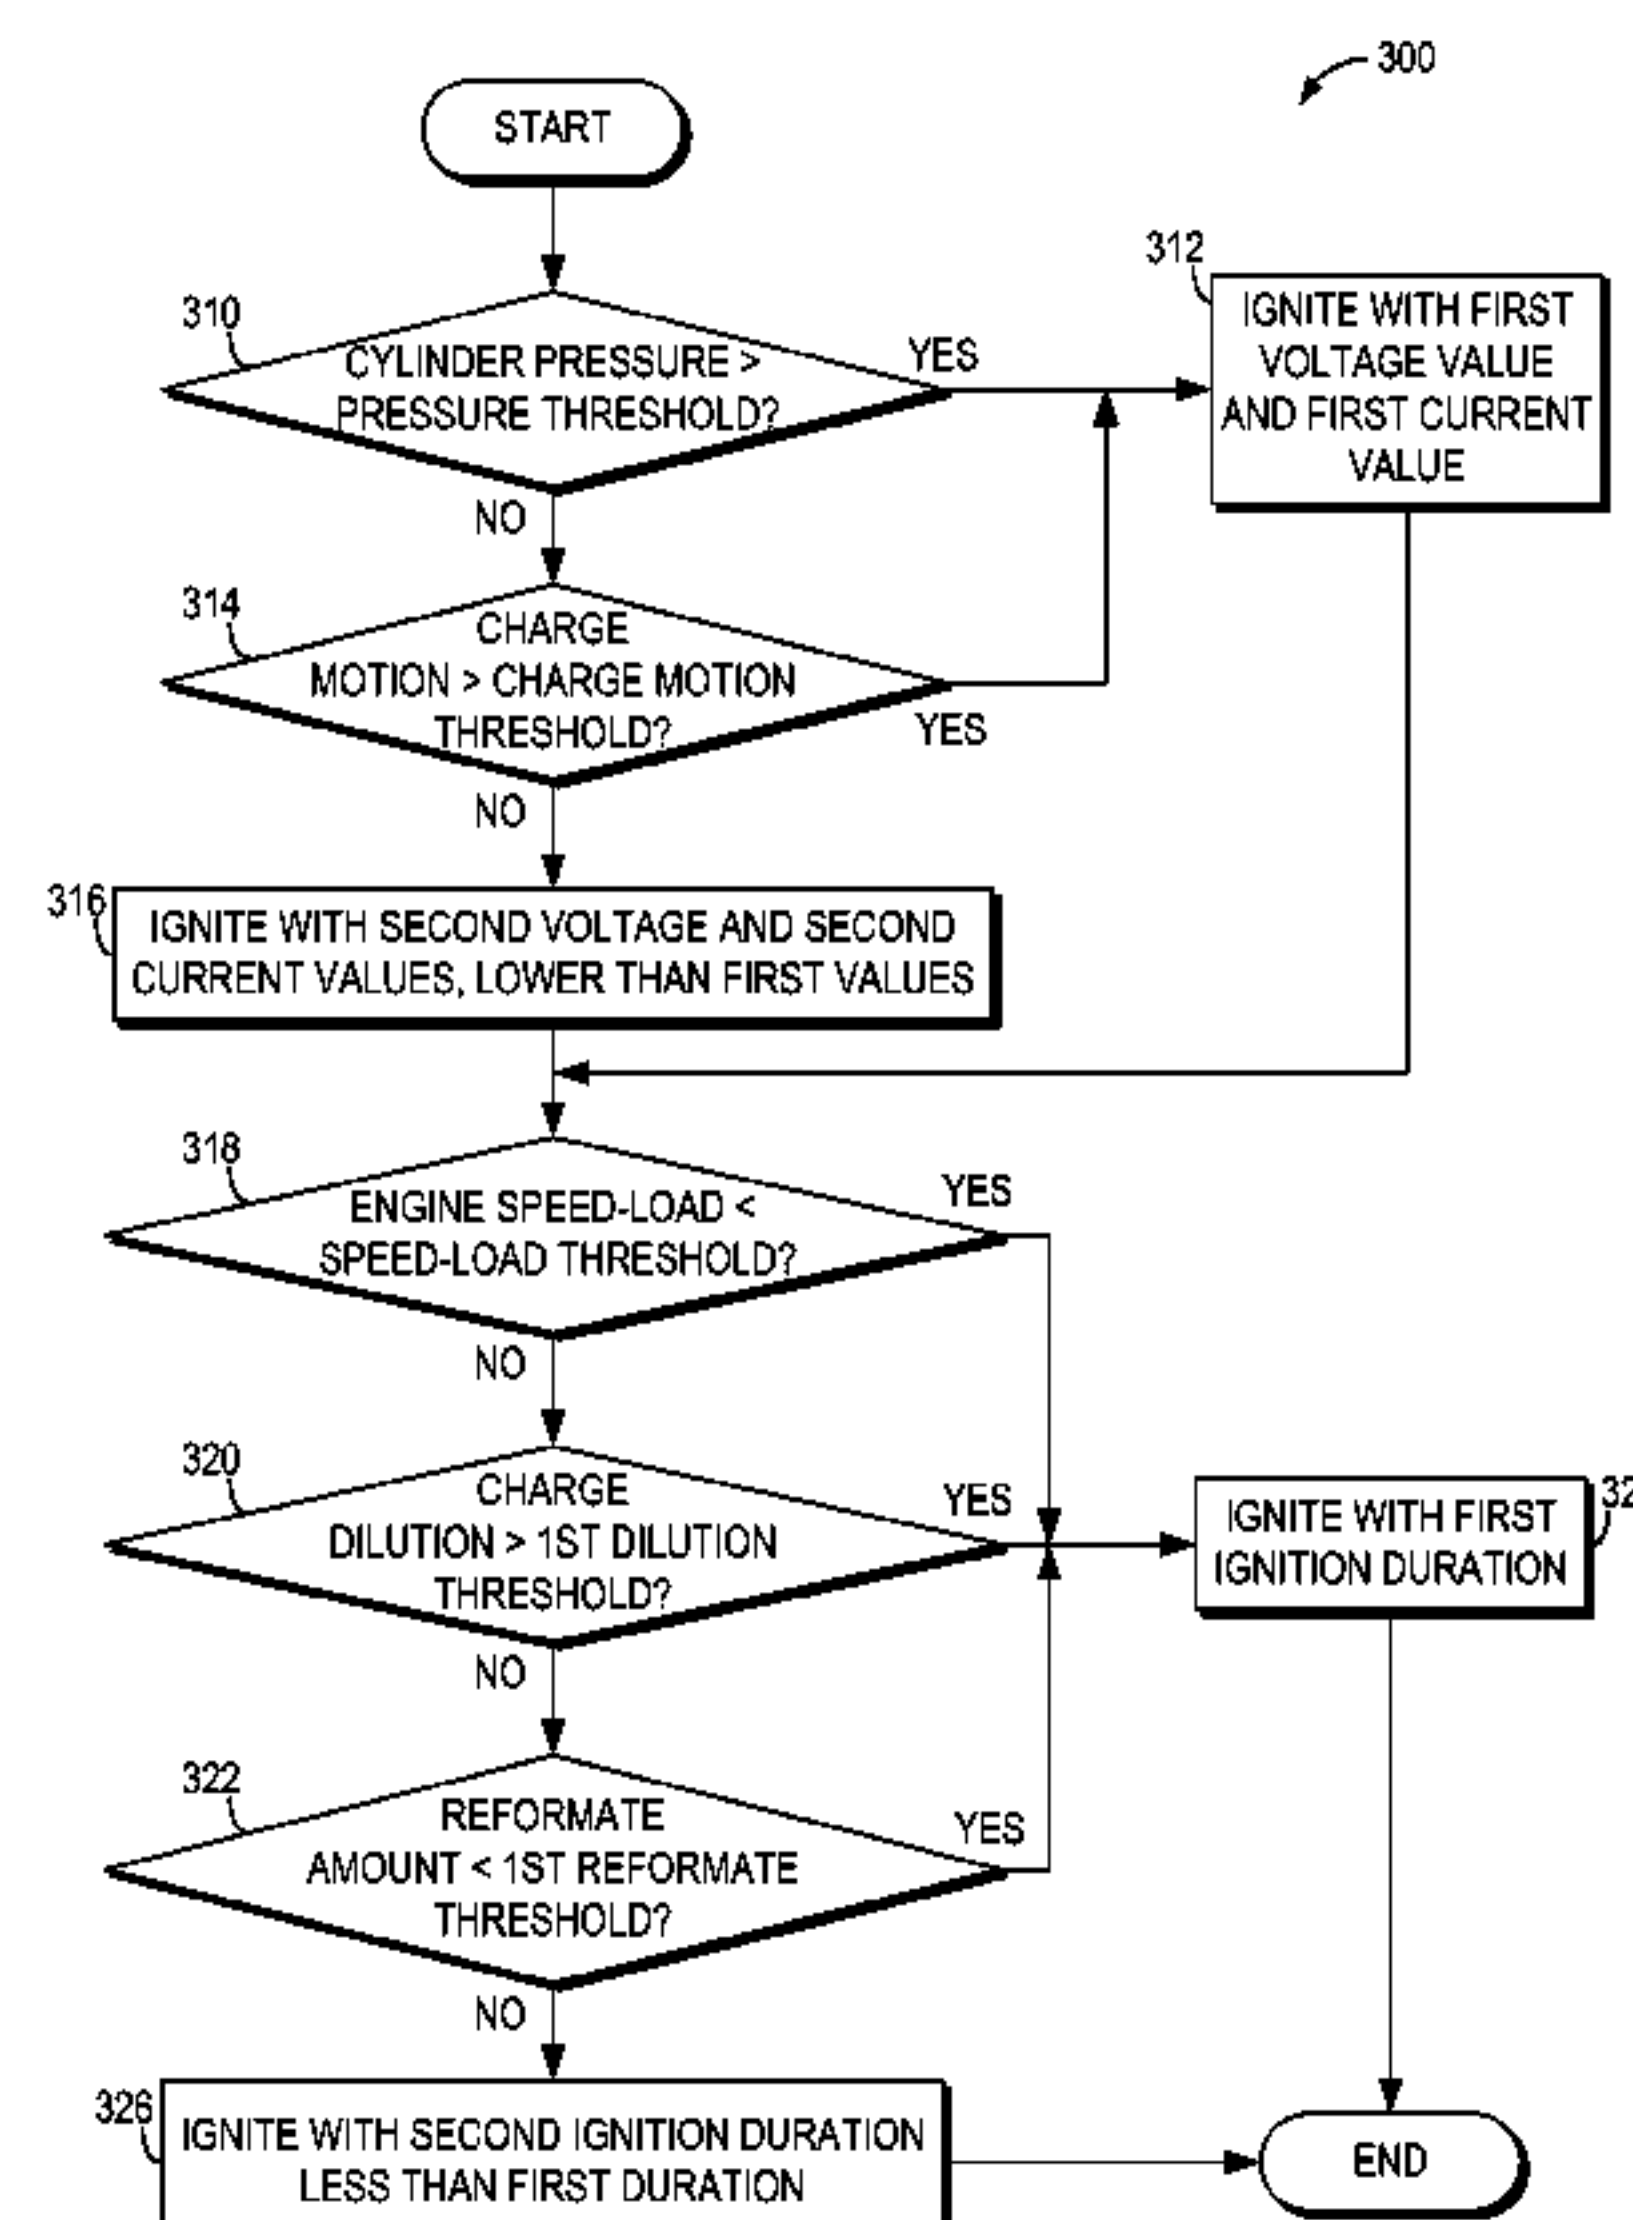 300
START
310
CYLINDER PRESSURE >
PRESSURE THRESHOLD?
YES
NO
312
IGNITE WITH FIRST
VOLTAGE VALUE
AND FIRST CURRENT
VALUE
314
CHARGE
MOTION > CHARGE MOTION
THRESHOLD?
YES
NO
316
IGNITE WITH SECOND VOLTAGE AND SECOND
CURRENT VALUES, LOWER THAN FIRST VALUES
318
ENGINE SPEED-LOAD <
SPEED-LOAD THRESHOLD?
YES
NO
320
CHARGE
DILUTION > 1ST DILUTION
THRESHOLD?
YES
NO
IGNITE WITH FIRST
IGNITION DURATION
322
REFORMATE
AMOUNT < 1ST REFORMATE
THRESHOLD?
YES
NO
326
IGNITE WITH SECOND IGNITION DURATION
LESS THAN FIRST DURATION
END